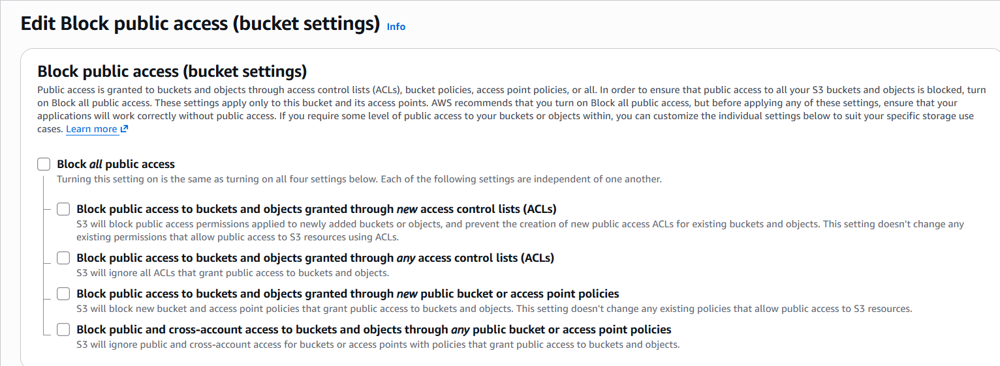 Edit Block public access (bucket settings) Info
Block public access (bucket settings)
Public access is granted to buckets and objects through access control lists (ACLs), bucket policies, access point policies, or all. In order to ensure that public access to all your S3 buckets and objects is blocked, turn
on Block all public access. These settings apply only to this bucket and its access points. AWS recommends that you turn on Block all public access, but before applying any of these settings, ensure that your
applications will work correctly without public access. If you require some level of public access to your buckets or objects within, you can customize the individual settings below to suit your specific storage use
cases. Learn more
Block all public access
Turning this setting on is the same as turning on all four settings below. Each of the following settings are independent of one another.
Block public access to buckets and objects granted through new access control lists (ACLs)
S3 will block public access permissions applied to newly added buckets or objects, and prevent the creation of new public access ACLs for existing buckets and objects. This setting doesn't change any
existing permissions that allow public access to S3 resources using ACLs.
Block public access to buckets and objects granted through any access control lists (ACLs)
S3 will ignore all ACLs that grant public access to buckets and objects.
Block public access to buckets and objects granted through new public bucket or access point policies
S3 will block new bucket and access point policies that grant public access to buckets and objects. This setting doesn't change any existing policies that allow public access to S3 resources.
Block public and cross-account access to buckets and objects through any public bucket or access point policies
S3 will ignore public and cross-account access for buckets or access points with policies that grant public access to buckets and objects.